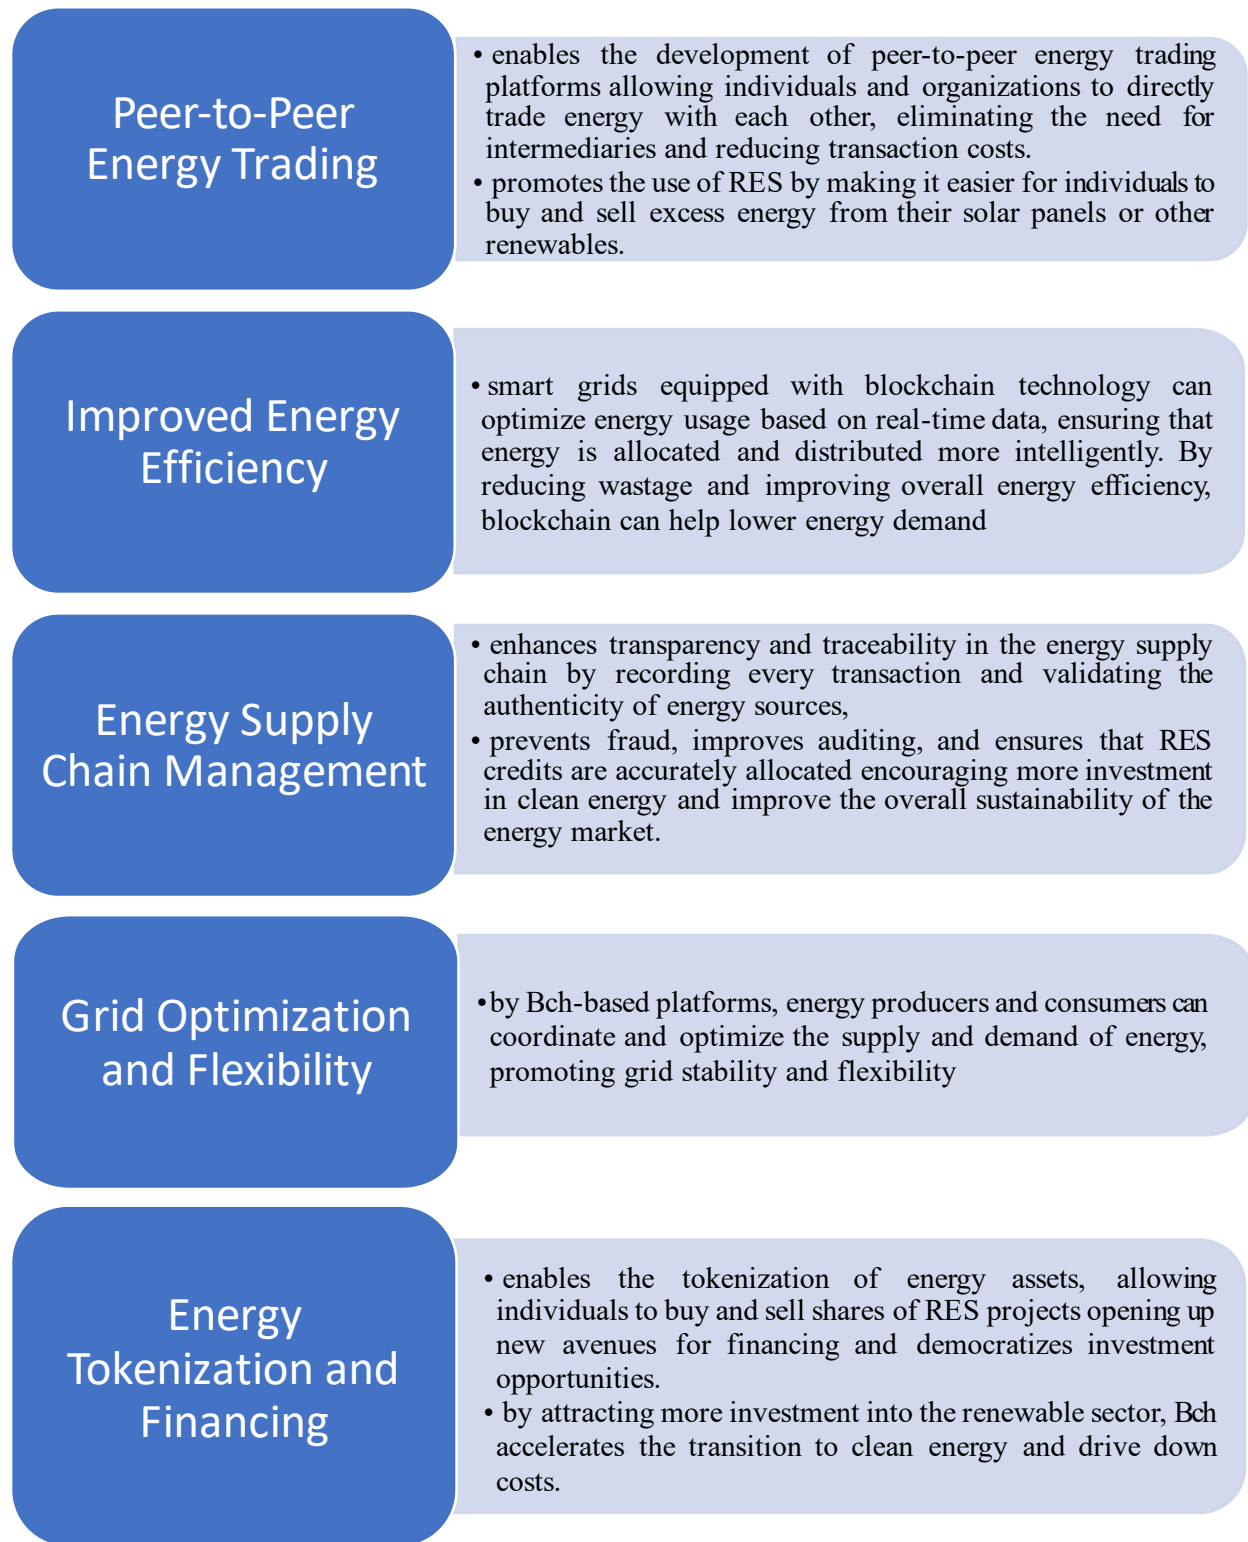 Peer-to-Peer
Energy Trading
• enables the development of peer-to-peer energy trading
platforms allowing individuals and organizations to directly
trade energy with each other, eliminating the need for
intermediaries and reducing transaction costs.
• promotes the use of RES by making it easier for individuals to
buy and sell excess energy from their solar panels or other
renewables.
Improved Energy
Efficiency
• smart grids equipped with blockchain technology can
optimize energy usage based on real-time data, ensuring that
energy is allocated and distributed more intelligently. By
reducing wastage and improving overall energy efficiency,
blockchain can help lower energy demand
Energy Supply
Chain Management
• enhances transparency and traceability in the energy supply
chain by recording every transaction and validating the
authenticity of energy sources,
• prevents fraud, improves auditing, and ensures that RES
credits are accurately allocated encouraging more investment
in clean energy and improve the overall sustainability of the
energy market.
Grid Optimization
and Flexibility
• by Bch-based platforms, energy producers and consumers can
coordinate and optimize the supply and demand of energy,
promoting grid stability and flexibility
Energy
Tokenization and
Financing
• enables the tokenization of energy assets, allowing
individuals to buy and sell shares of RES projects opening up
new avenues for financing and democratizes investment
opportunities.
• by attracting more investment into the renewable sector, Bch
accelerates the transition to clean energy and drive down
costs.